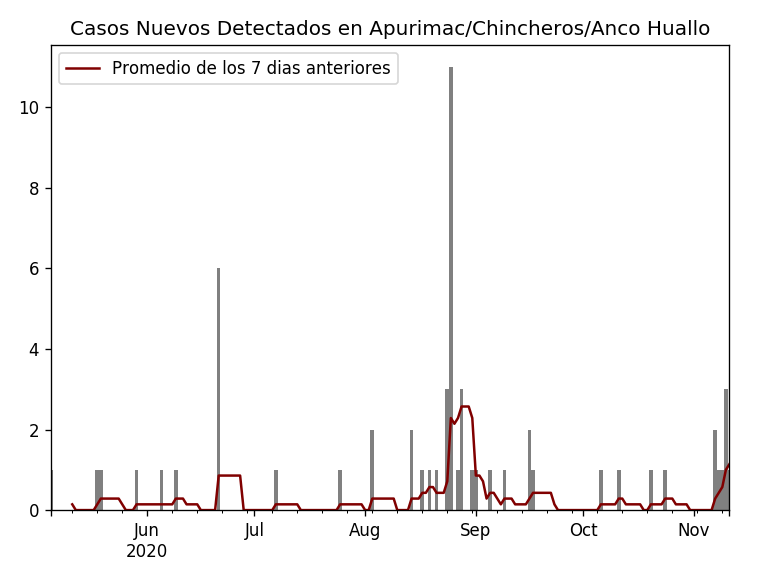 Casos Nuevos Detectados en Apurimac/Chincheros/Anco Huallo
Promedio de los 7 dias anteriores
10
8
6
4
2
0
Jun Jul Aug Sep Oct Nov
2020